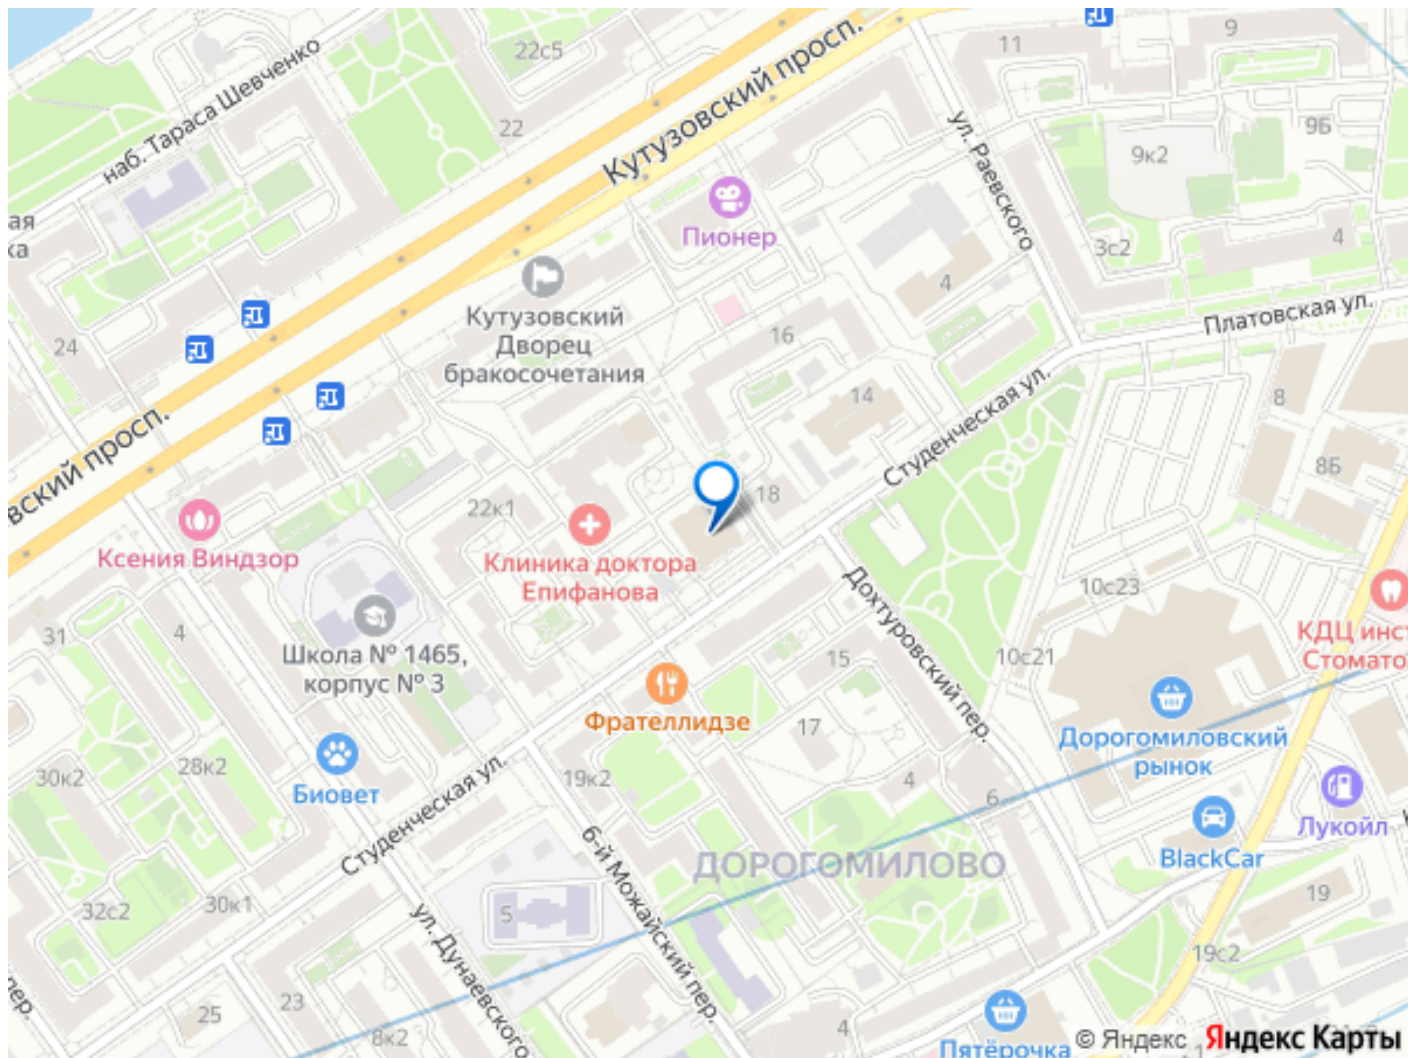 22с5
11
9
наб. Тараса Шевченко
22
Кутузовский просп.
ул. Раевского
9Б
9к2
ая
ка
Пионер
3с2
4
4
Кутузовский
Дворец
бракосочетания
24
16
Платовская ул.
14
8
вский просп.
Студенческая ул.
8Б
22к1
18
Ксения Виндзор
Клиника доктора
Епифанова
10с23
31
4
Школа № 1465,
корпус № 3
Дохтуровский пер.
15
10с21
КДЦ инст
Стомато
Фрателлидзе
17
Дорогомиловский
рынок
30к2
28к2
Биовет
19к2
4
6
Лукойл
Студенческая ул.
BlackCar
ДОРОГОМИЛОВО
6-й Можайский пер.
19
32с2
30к1
5
ул. Дунаевского
19с2
пер.
25
23
8к2
4
Пятёрочка
© Яндекс Яндекс Карты